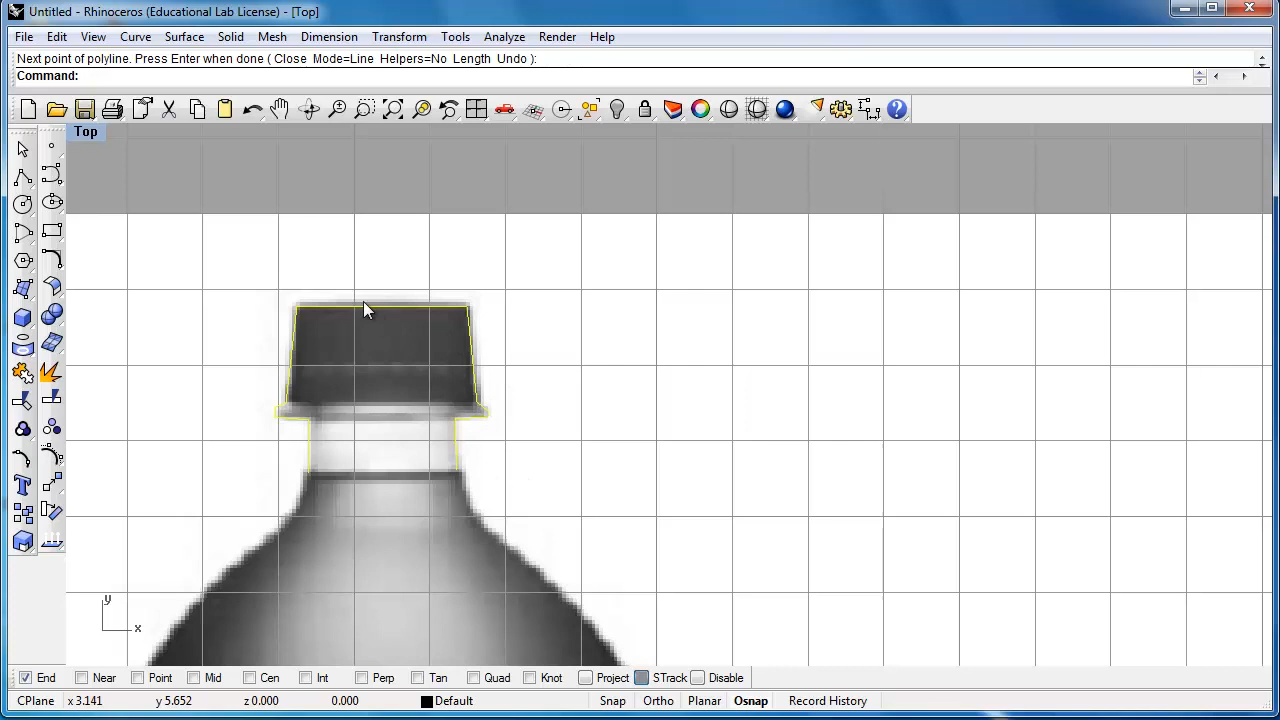 Untitled - Rhinoceros (Educational Lab License) - [Top]
File Edit View Curve Surface Solid Mesh Dimension Transform Tools Analyze Render Help
Next point of polyline. Press Enter when done ( Close Mode=Line Helpers=No Length Undo ):
Command:
Top
y
x
End Near Point Mid Cen Int Perp Tan Quad Knot Project STrack Disable
CPlane x 3.141 y 5.652 z 0.000 0.000 Default Snap Ortho Planar Osnap Record History